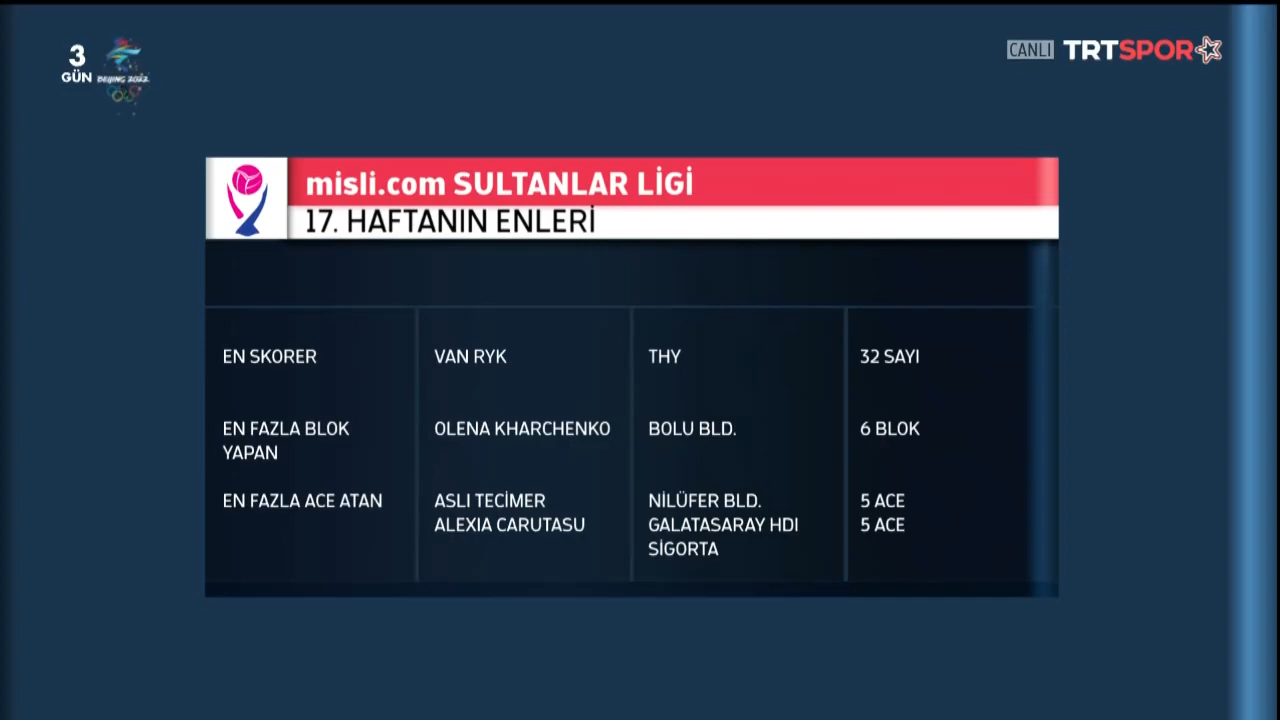 3
GÜN
BEIJING 2022
CANLI TRTSPOR
misli.com SULTANLAR LİGİ
17. HAFTANIN ENLERİ
EN SKORER VAN RYK THY 32 SAYI
EN FAZLA BLOK OLENA KHARCHENKO BOLU BLD. 6 BLOK
YAPAN
EN FAZLA ACE ATAN ASLI TECİMER NİLÜFER BLD. 5 ACE
ALEXIA CARUTASU GALATASARAY HDI 5 ACE
SİGORTA